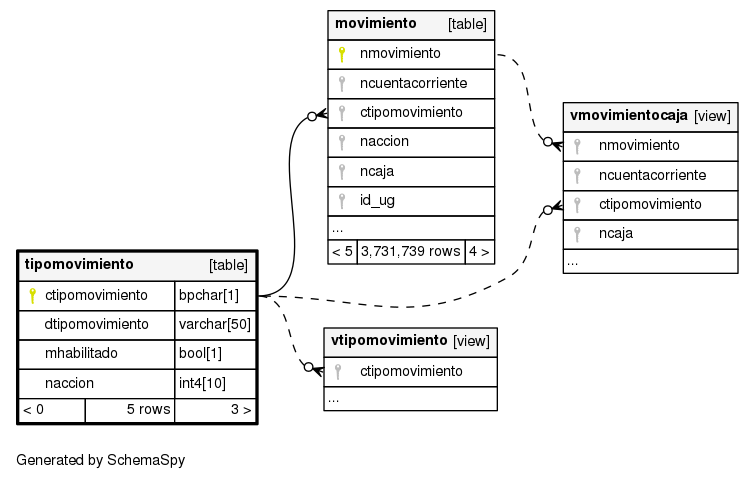 movimiento [table]
nmovimiento
ncuentacorriente
ctipomovimiento
naccion
ncaja
id_ug
...
< 5 3,731,739 rows 4 >
vmovimientocaja [view]
nmovimiento
ncuentacorriente
ctipomovimiento
ncaja
...
tipomovimiento [table]
ctipomovimiento bpchar[1]
dtipomovimiento varchar[50]
mhabilitado bool[1]
naccion int4[10]
< 0 5 rows 3 >
vtipomovimiento [view]
ctipomovimiento
...
Generated by SchemaSpy